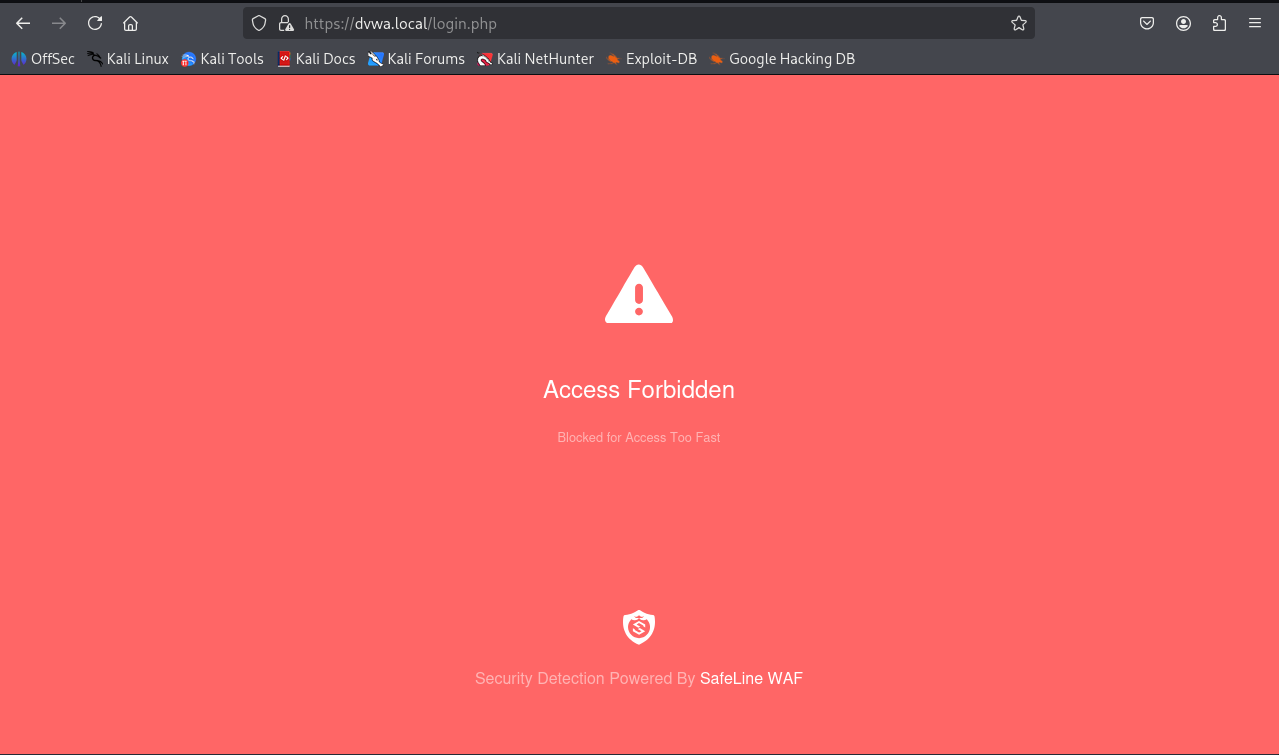 https://dvwa.local/login.php
OffSec Kali Linux Kali Tools Kali Docs Kali Forums Kali NetHunter Exploit-DB Google Hacking DB
Access Forbidden
Blocked for Access Too Fast
Security Detection Powered By SafeLine WAF